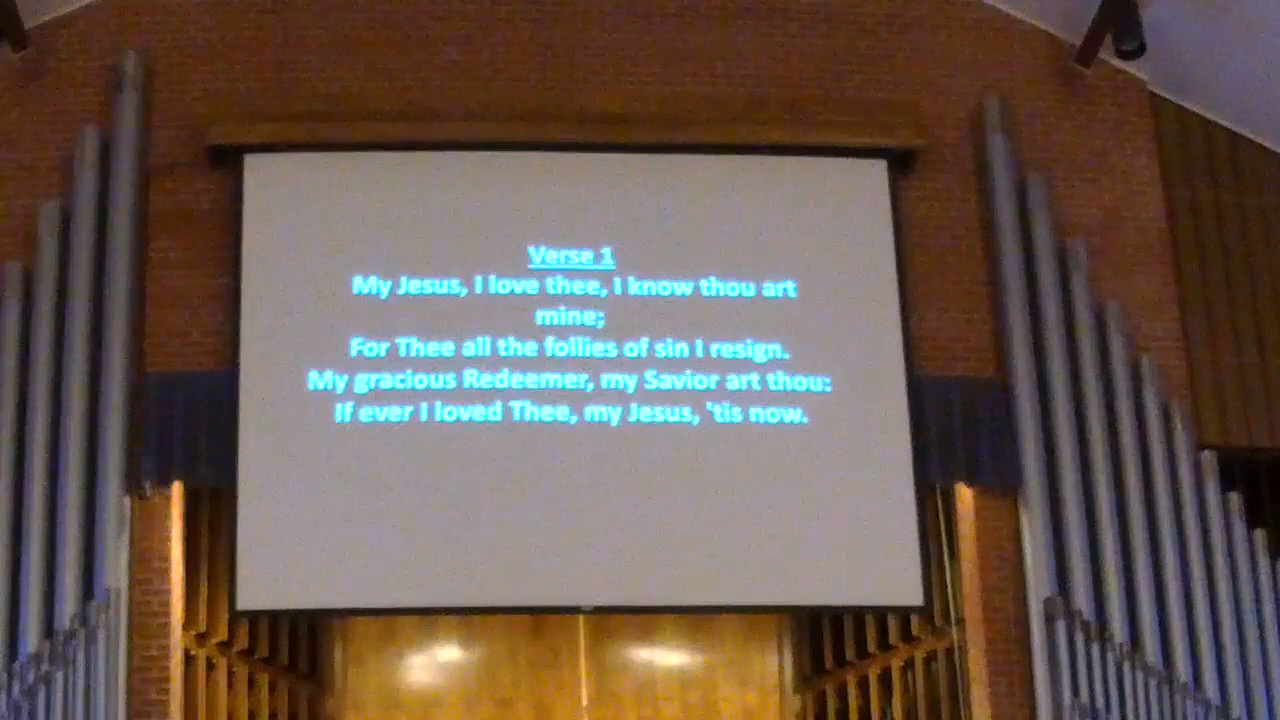 Verse 1
My Jesus, I love thee, I know thou art
mine;
For Thee all the follies of sin I resign.
My gracious Redeemer, my Savior art thou:
If ever I loved Thee, my Jesus, 'tis now.